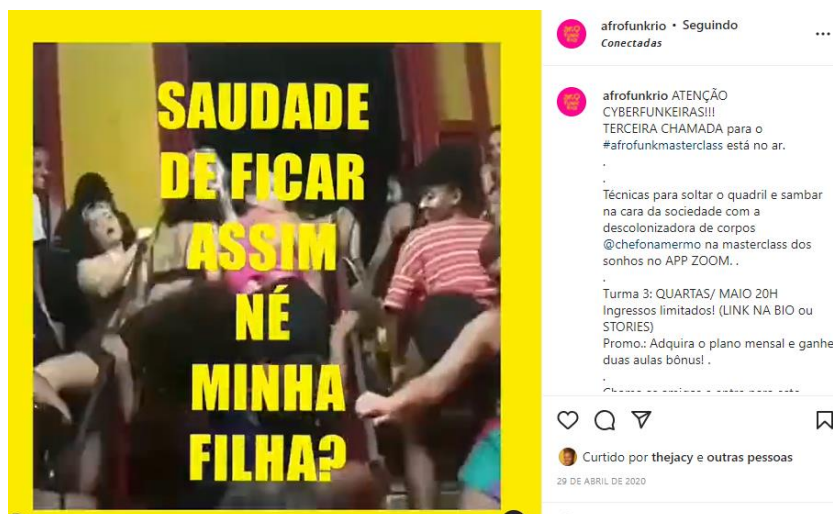 SAUDADE
DE FICAR
ASSIM
NÉ
MINHA
FILHA?
afrofunkrio • Seguindo
Conectadas
afrofunkrio ATENÇÃO
CYBERFUNKEIRAS!!!
TERCEIRA CHAMADA para o
#afrofunkmasterclass está no ar.
.
.
Técnicas para soltar o quadril e sambar
na cara da sociedade com a
descolonizadora de corpos
@chefonamermo na masterclass dos
sonhos no APP ZOOM. .
.
Turma 3: QUARTAS/ MAIO 20H
Ingressos limitados! (LINK NA BIO ou
STORIES)
Promo.: Adquira o plano mensal e ganhe
duas aulas bônus! .
.
Curtido por thejacy e outras pessoas
29 DE ABRIL DE 2020